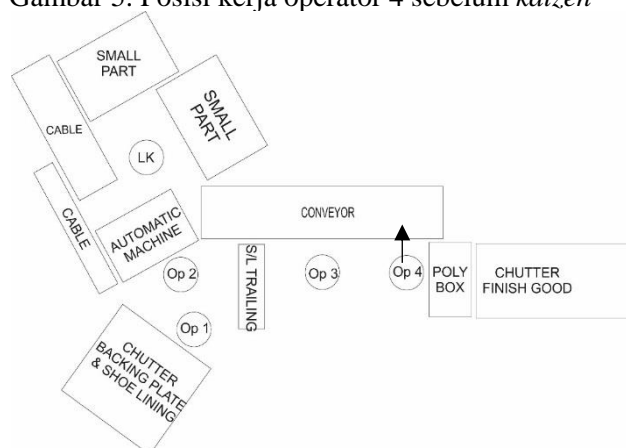 Gambar 5. Posisi kerja operator 4 sebelum kaizen
SMALL
PART
SMALL
PART
CABLE
LK
CABLE
AUTOMATIC
MACHINE
CONVEYOR
S/L TRAILING
Op 2
Op 3
Op 4
POLY
BOX
CHUTTER
FINISH GOOD
Op 1
CHUTTER
BACKING PLATE
& SHOE LINING